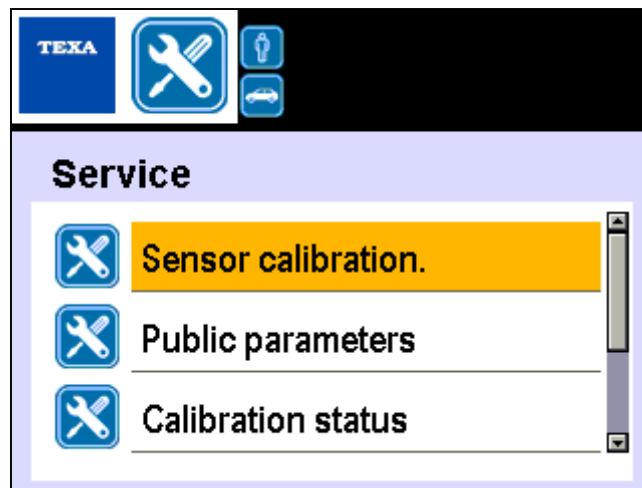 TEXA
Service
Sensor calibration.
Public parameters
Calibration status